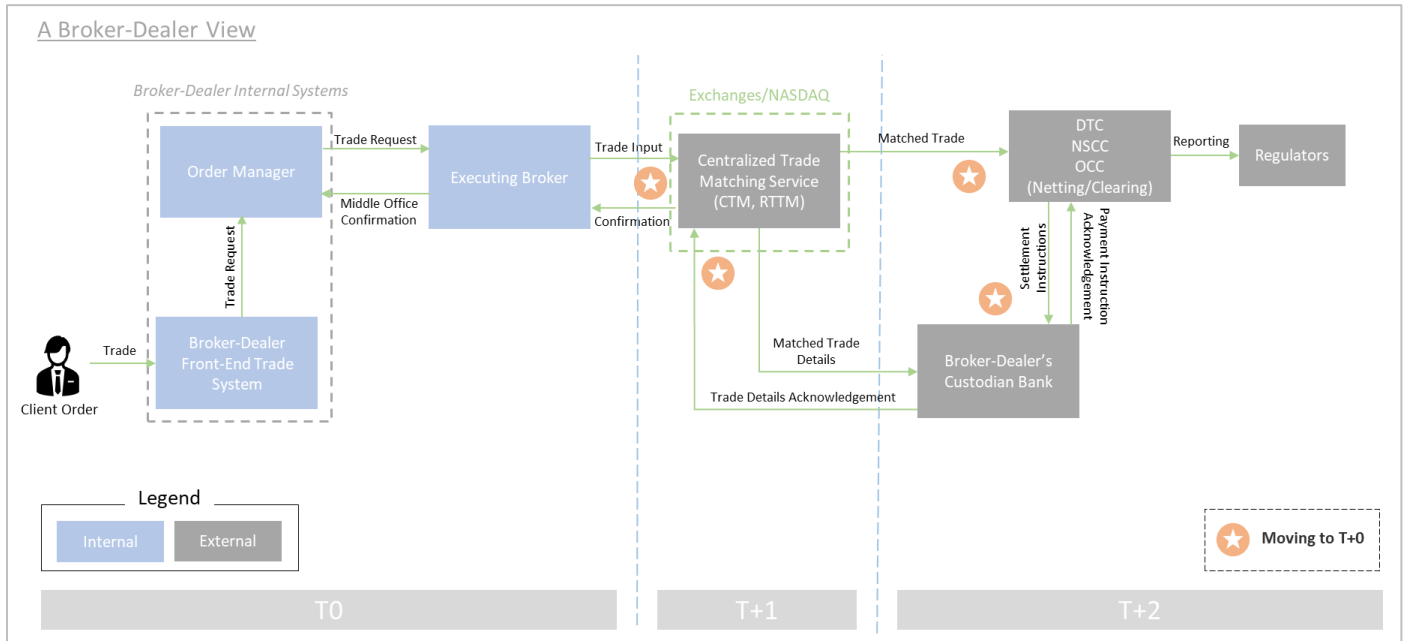 A Broker-Dealer View
Broker-Dealer Internal Systems
Order Manager
Trade Request
Executing Broker
Middle Office
Confirmation
Trade Request
Broker-Dealer
Front-End Trade
System
Trade
Client Order
Trade Input
Confirmation
Exchanges/NASDAQ
Centralized Trade
Matching Service
(CTM, RTTM)
Matched Trade
DTC
NSCC
OCC
(Netting/Clearing)
Reporting
Regulators
Settlement
Instructions
Payment Instruction
Acknowledgement
Matched Trade
Details
Trade Details Acknowledgement
Broker-Dealer's
Custodian Bank
Legend
Internal
External
Moving to T+0
T0
T+1
T+2